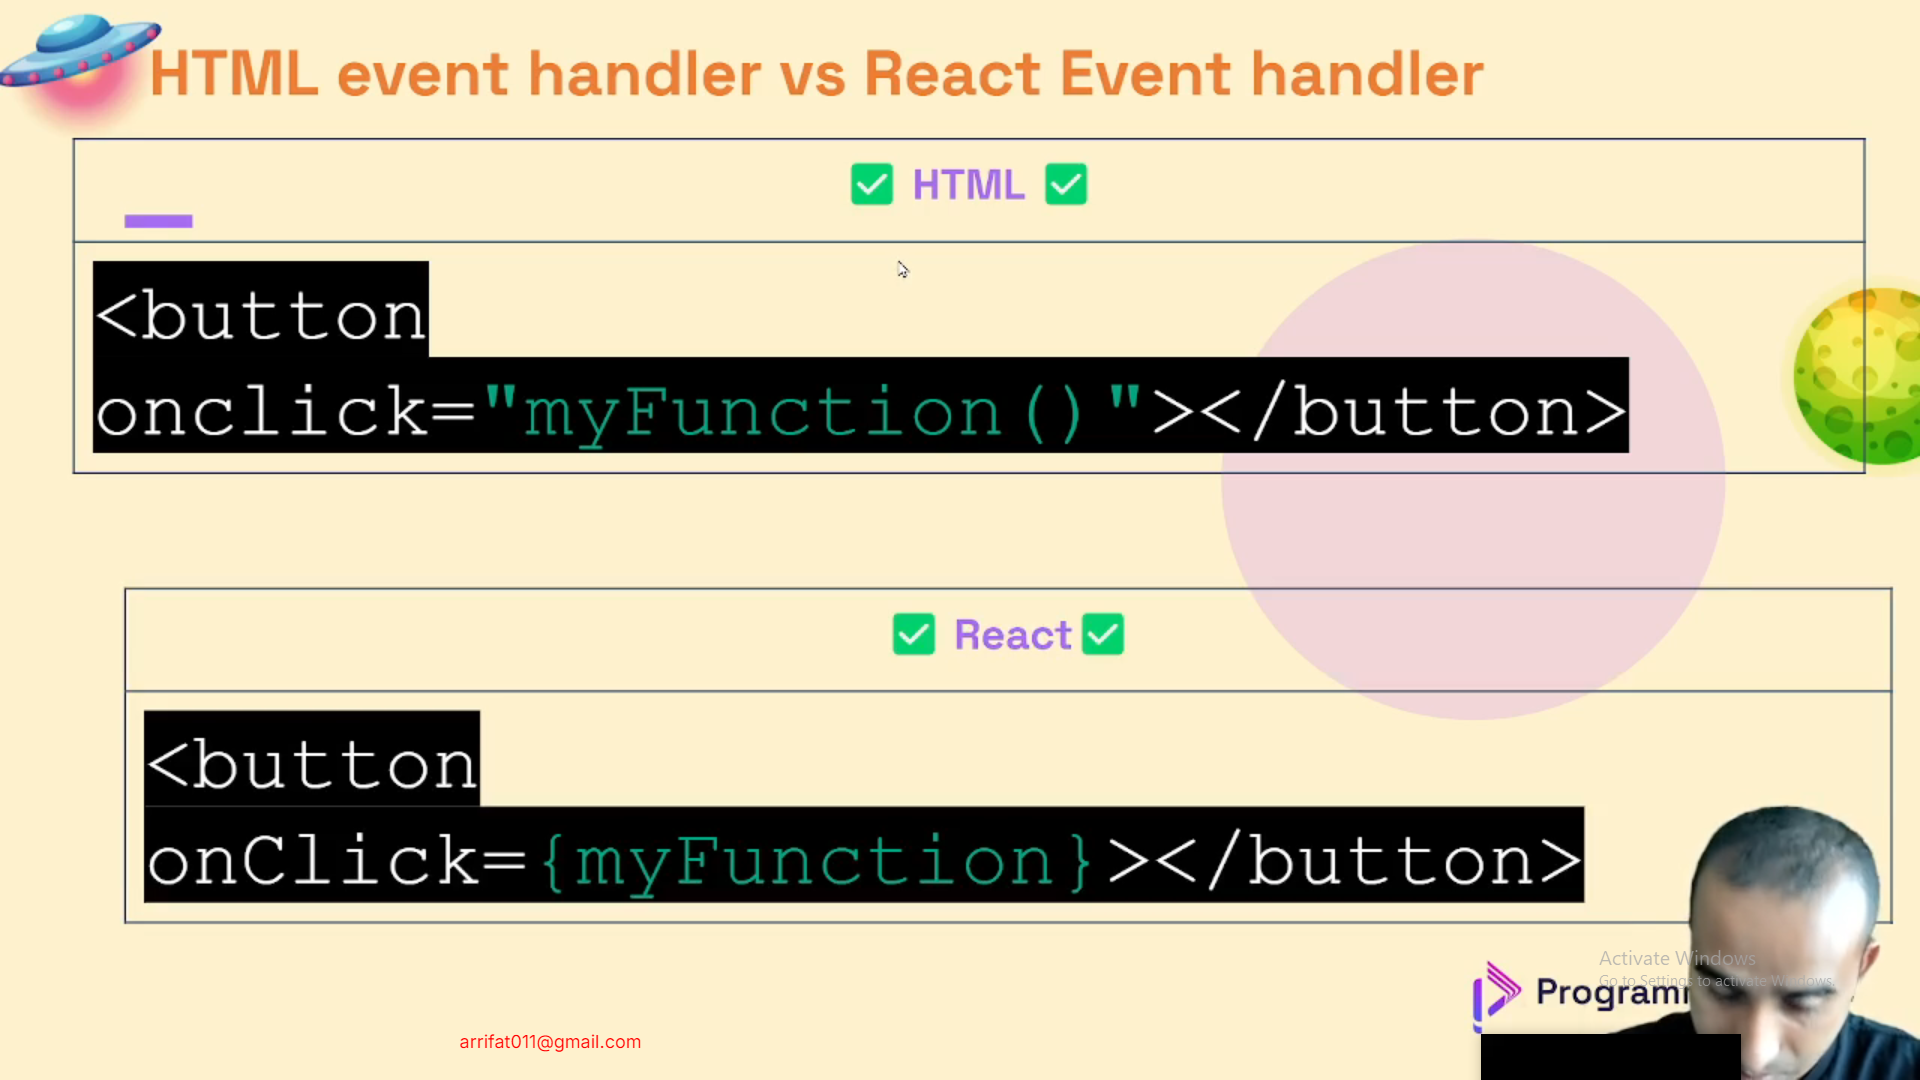 HTML event handler vs React Event handler
✅ HTML ✅
<button
onclick="myFunction()"></button>
✅ React ✅
<button
onClick={myFunction}></button>
Activate Windows
Go to Settings to activate Windows.
arrifat011@gmail.com